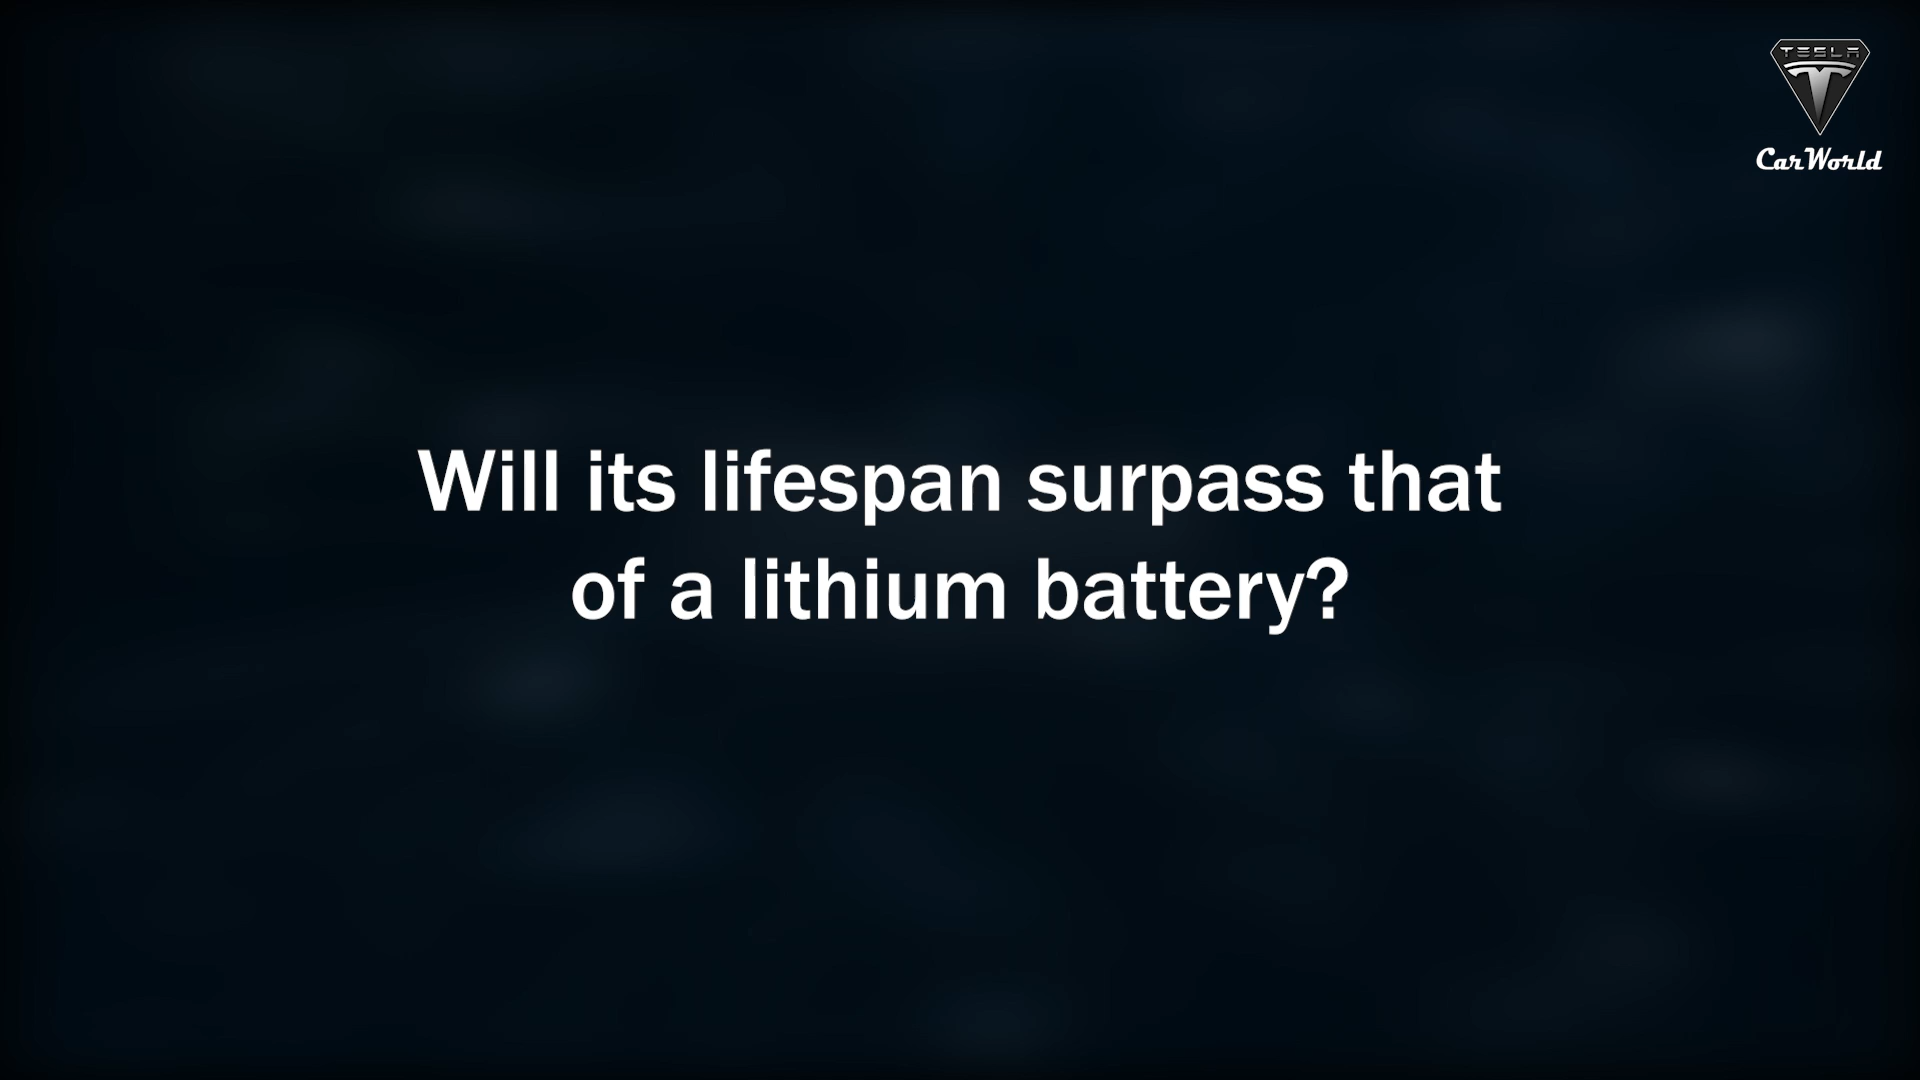 TESLA
CarWorld
Will its lifespan surpass that
of a lithium battery?